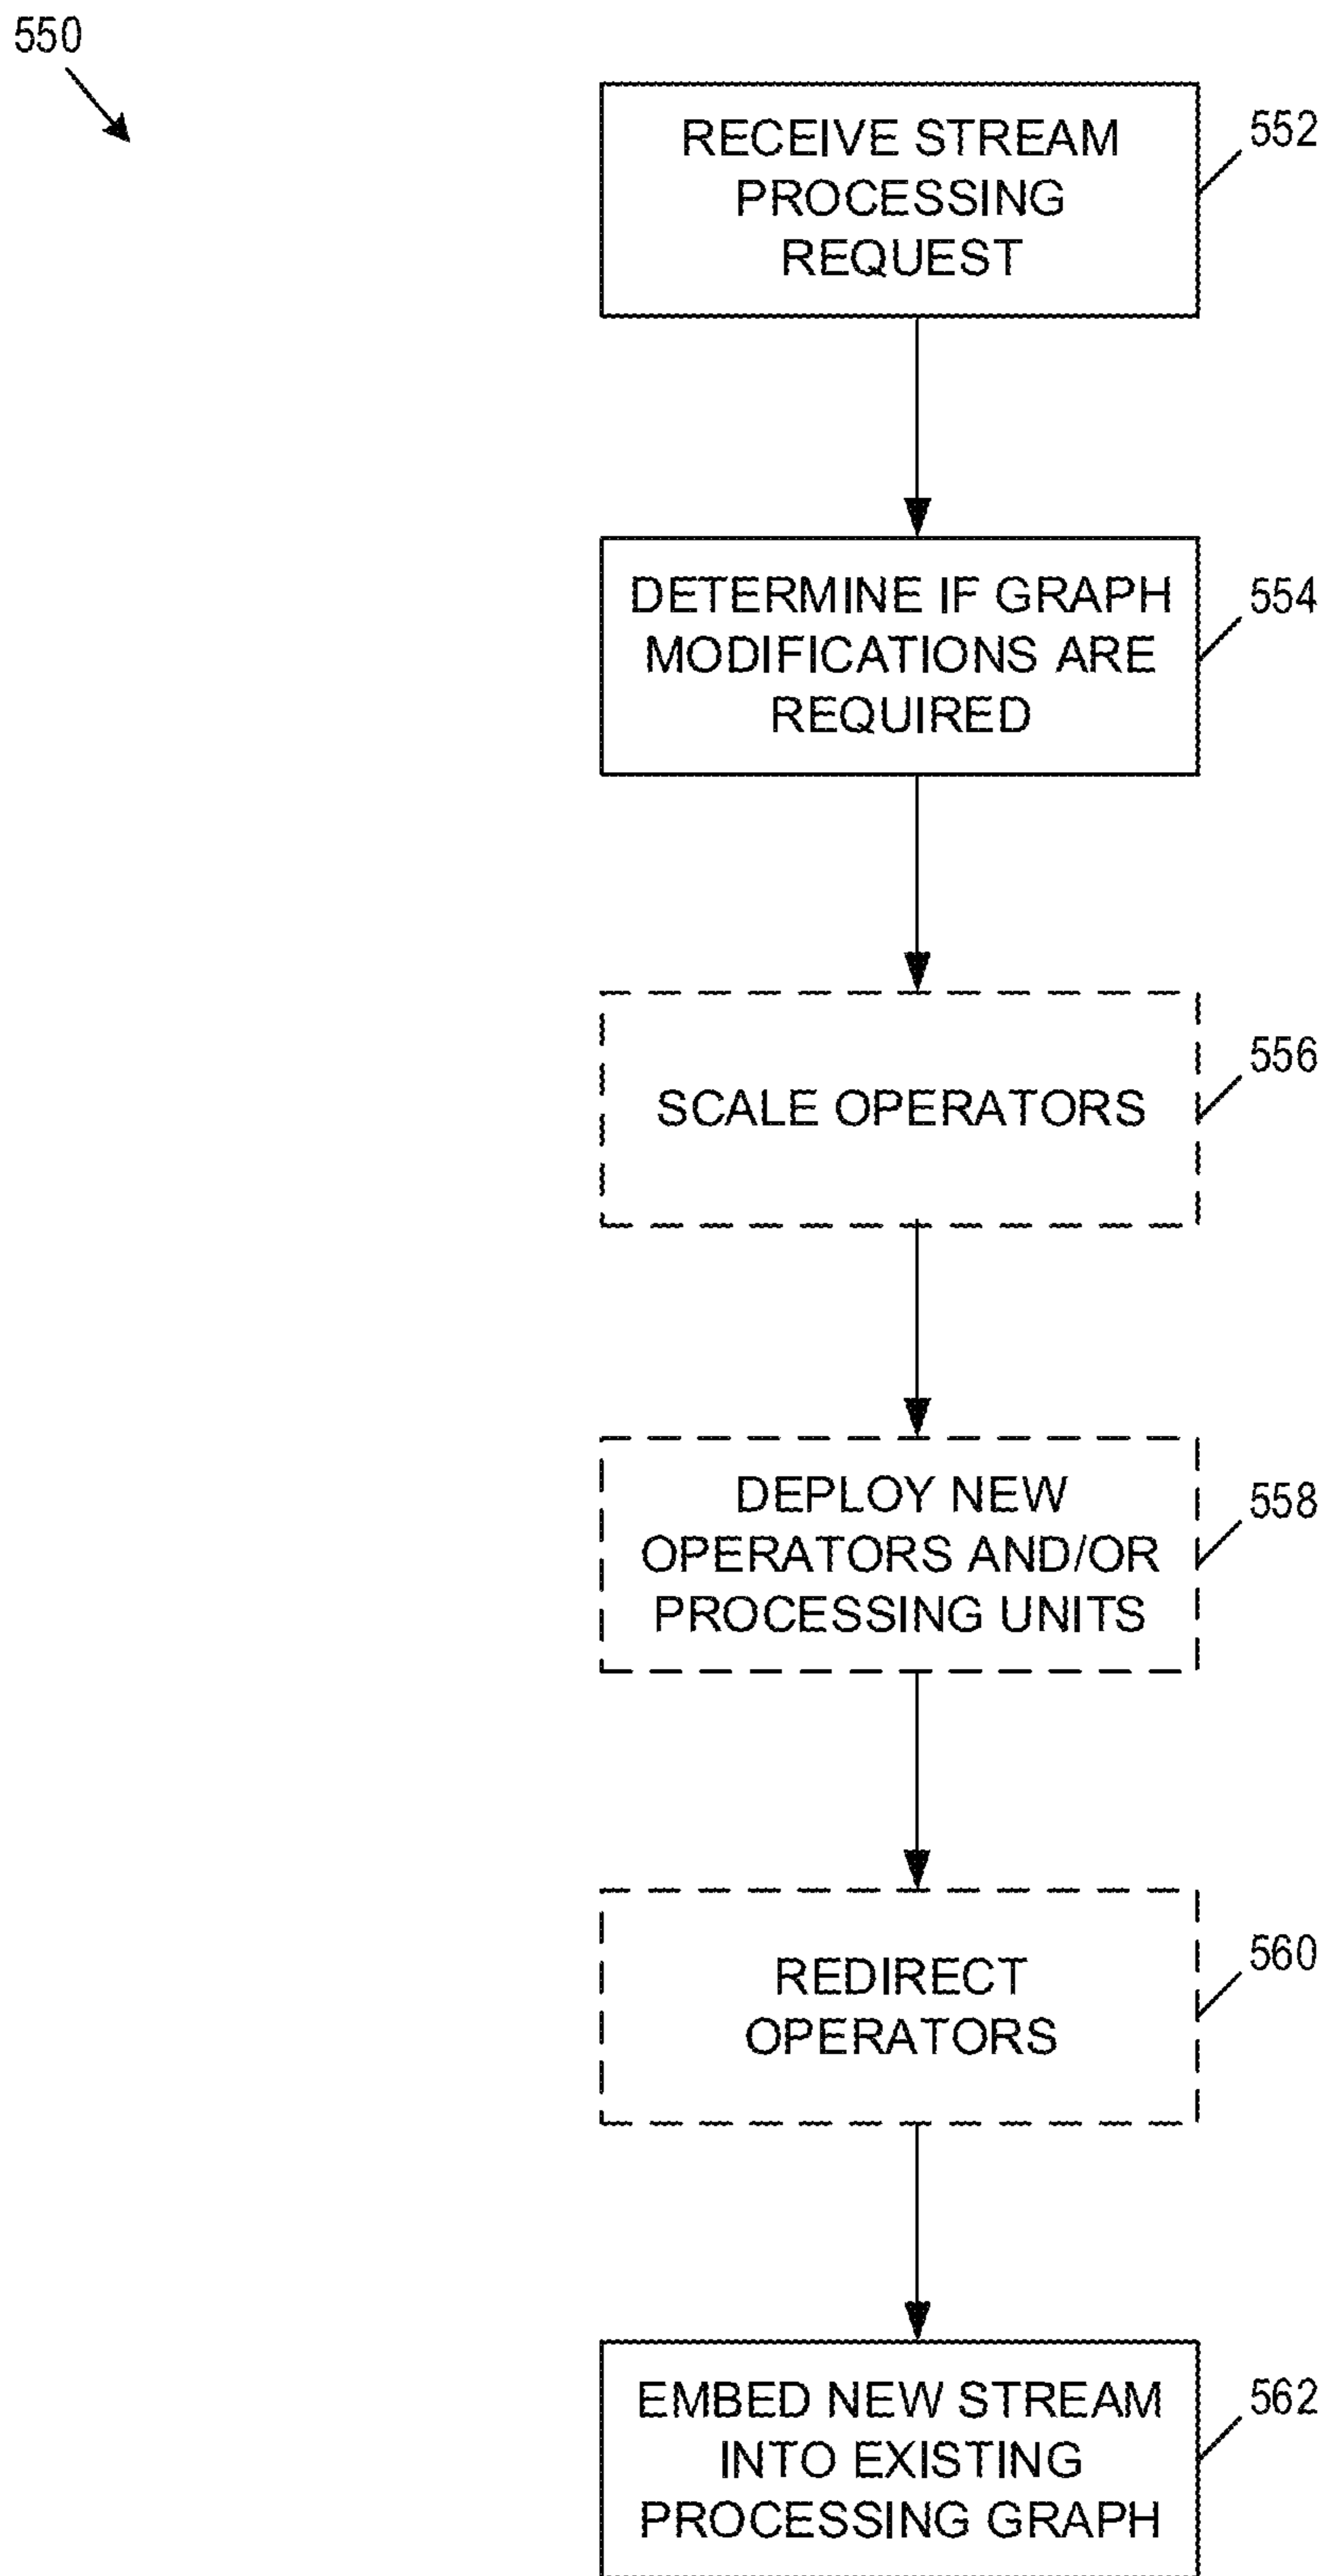 550
RECEIVE STREAM
PROCESSING
REQUEST
552
DETERMINE IF GRAPH
MODIFICATIONS ARE
REQUIRED
554
SCALE OPERATORS
556
DEPLOY NEW
OPERATORS AND/OR
PROCESSING UNITS
558
REDIRECT
OPERATORS
560
EMBED NEW STREAM
INTO EXISTING
PROCESSING GRAPH
562